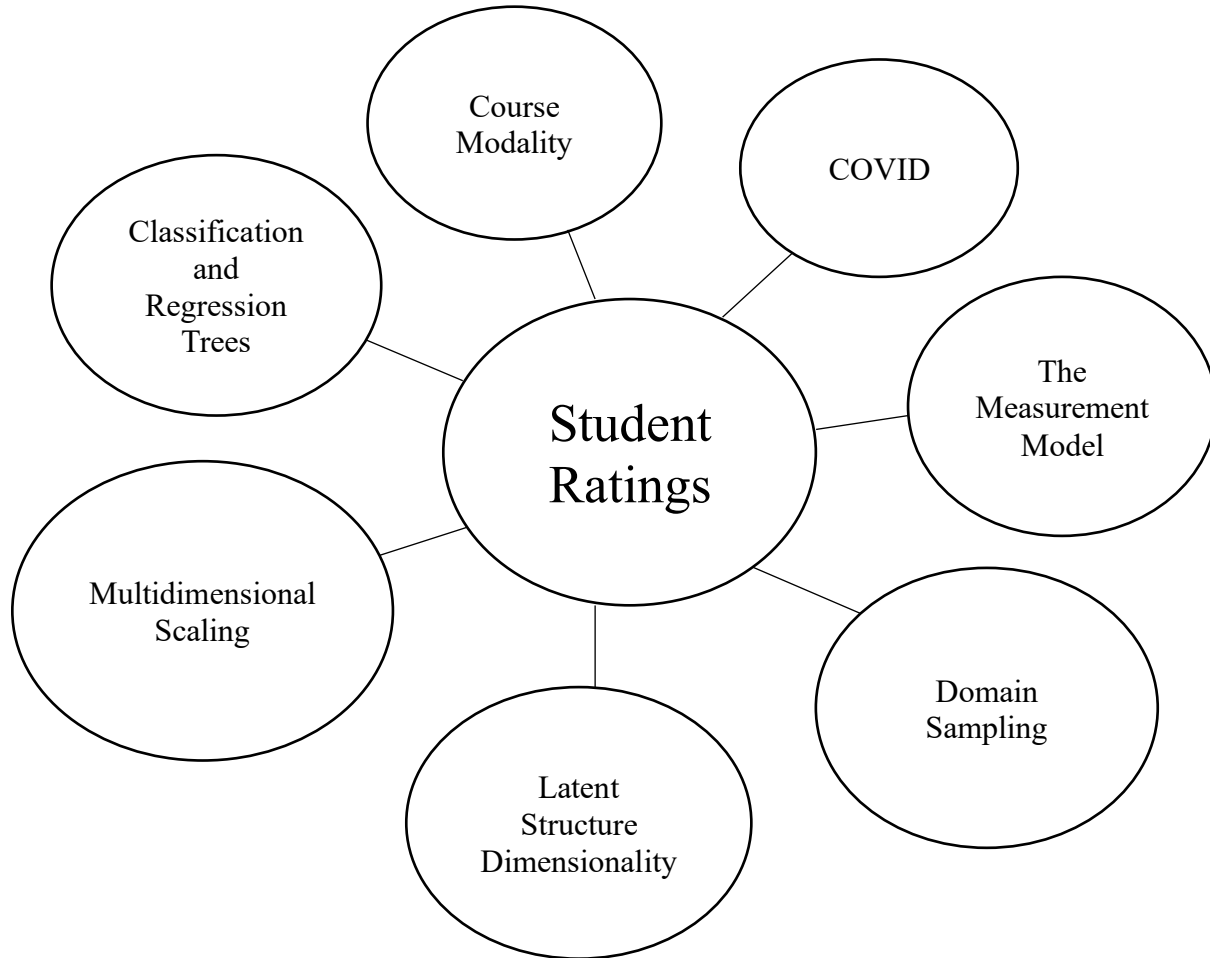 Course
Modality
COVID
Classification
and
Regression
Trees
The
Measurement
Model
Student
Ratings
Multidimensional
Scaling
Domain
Sampling
Latent
Structure
Dimensionality